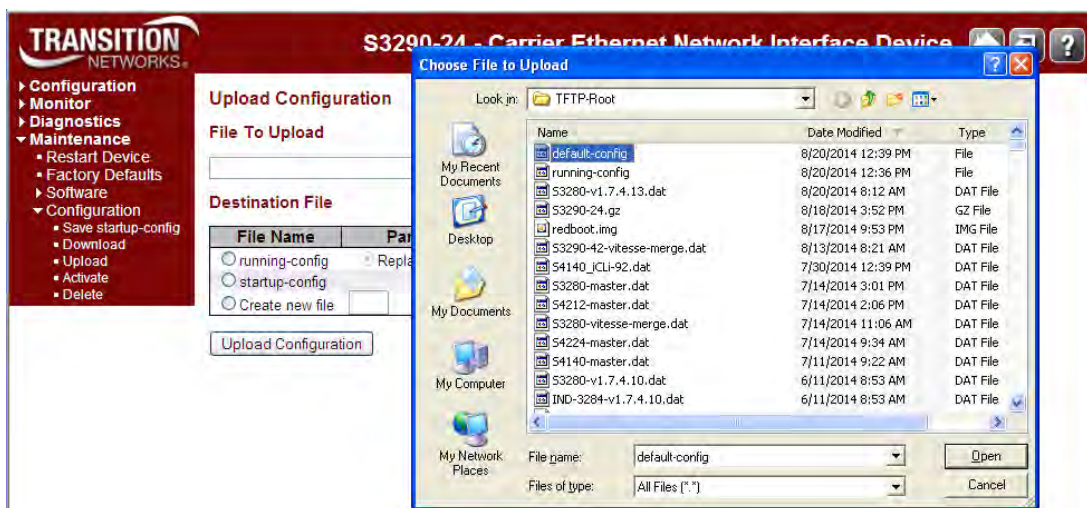 TRANSITION
NETWORKS®
S3290-24 - Carrier Ethernet Network Interface Device
?
Configuration
Monitor
Diagnostics
Maintenance
Restart Device
Factory Defaults
Software
Configuration
Save startup-config
Download
Upload
Activate
Delete
Upload Configuration
File To Upload
Destination File
File Name Par
running-config Repla
startup-config
Create new file
Upload Configuration
Choose File to Upload
?
Look in: TFTP-Root
My Recent Documents
Desktop
My Documents
My Computer
My Network Places
Name Date Modified Type
default-config 8/20/2014 12:39 PM File
running-config 8/20/2014 12:36 PM File
S3280-v1.7.4.13.dat 8/20/2014 8:12 AM DAT File
S3290-24.gz 8/18/2014 3:52 PM GZ File
redboot.img 8/17/2014 9:53 PM IMG File
S3290-42-vitesse-merge.dat 8/13/2014 8:21 AM DAT File
S4140_iCLi-92.dat 7/30/2014 12:39 PM DAT File
S3280-master.dat 7/14/2014 3:01 PM DAT File
S4212-master.dat 7/14/2014 2:06 PM DAT File
S3280-vitesse-merge.dat 7/14/2014 11:06 AM DAT File
S4224-master.dat 7/14/2014 9:34 AM DAT File
S4140-master.dat 7/11/2014 9:22 AM DAT File
S3280-v1.7.4.10.dat 6/11/2014 8:53 AM DAT File
IND-3284-v1.7.4.10.dat 6/11/2014 8:53 AM DAT File
File name: default-config Open
Files of type: All Files (*.*) Cancel